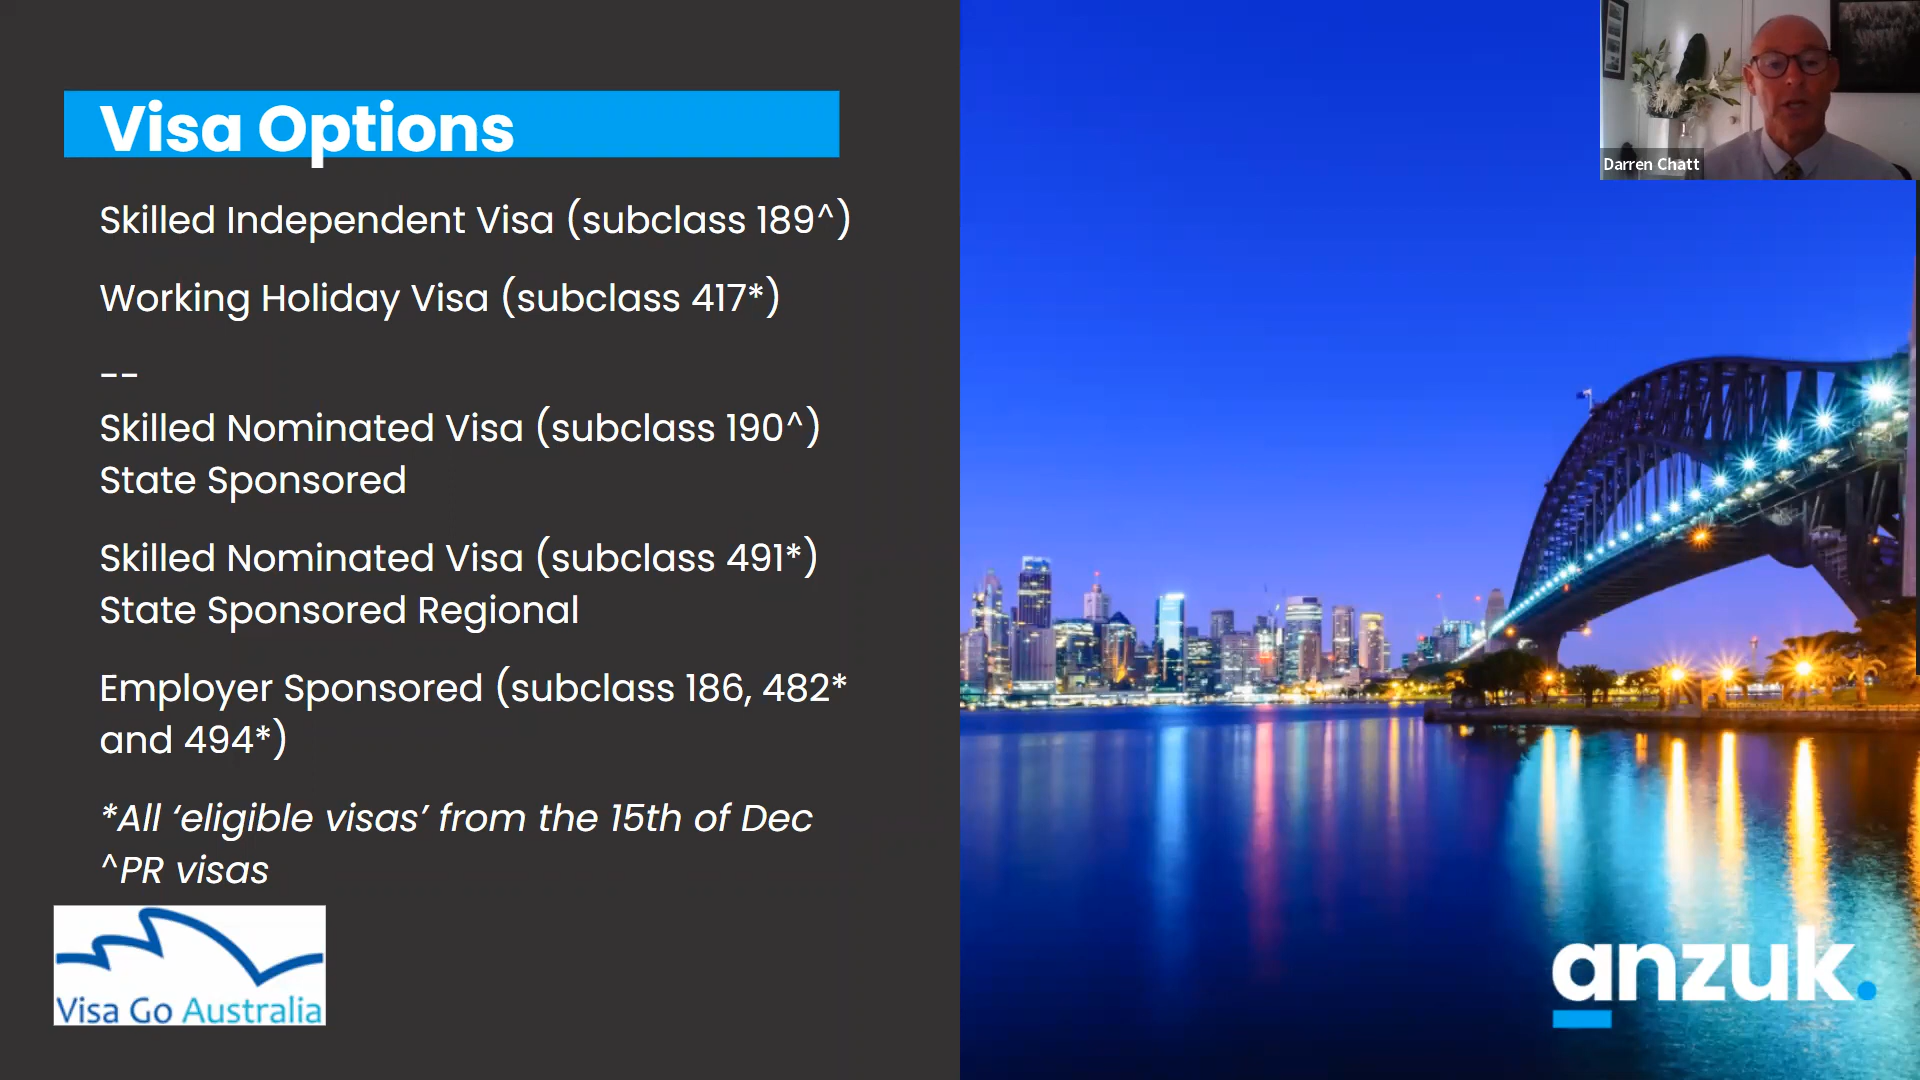 Visa Options
Skilled Independent Visa (subclass 189^)
Working Holiday Visa (subclass 417*)
--
Skilled Nominated Visa (subclass 190^)
State Sponsored
Skilled Nominated Visa (subclass 491*)
State Sponsored Regional
Employer Sponsored (subclass 186, 482*
and 494*)
*All ‘eligible visas’ from the 15th of Dec
^PR visas
Visa Go Australia
Darren Chatt
anzuk.